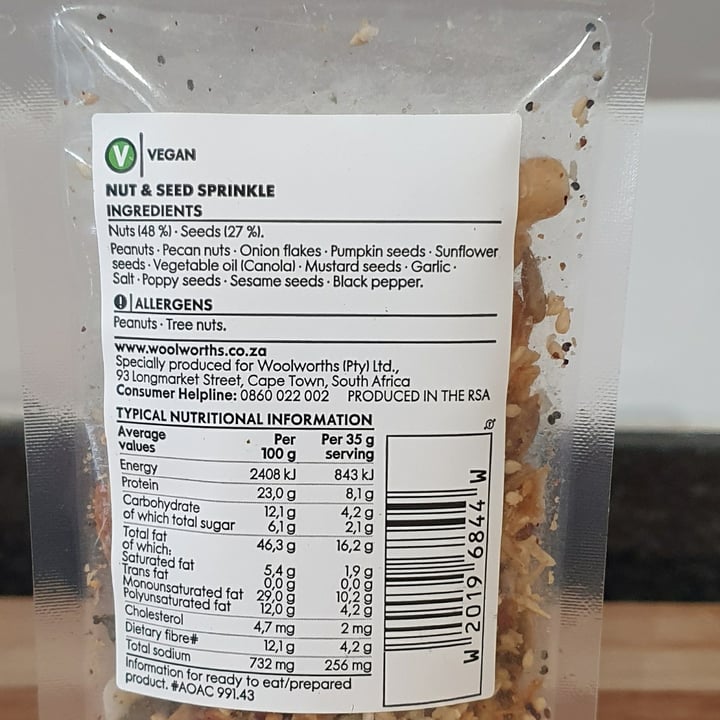 V VEGAN
NUT & SEED SPRINKLE
INGREDIENTS
Nuts (48 %) · Seeds (27 %).
Peanuts · Pecan nuts · Onion flakes · Pumpkin seeds · Sunflower
seeds · Vegetable oil (Canola) · Mustard seeds · Garlic ·
Salt · Poppy seeds · Sesame seeds · Black pepper.
! ALLERGENS
Peanuts · Tree nuts.
www.woolworths.co.za
Specially produced for Woolworths (Pty) Ltd.,
93 Longmarket Street, Cape Town, South Africa
Consumer Helpline: 0860 022 002 PRODUCED IN THE RSA
TYPICAL NUTRITIONAL INFORMATION
Average values Per 100 g Per 35 g serving
Energy 2408 kJ 843 kJ
Protein 23,0 g 8,1 g
Carbohydrate 12,1 g 4,2 g
of which total sugar 6,1 g 2,1 g
Total fat 46,3 g 16,2 g
of which:
Saturated fat 5,4 g 1,9 g
Trans fat 0,0 g 0,0 g
Monounsaturated fat 29,0 g 10,2 g
Polyunsaturated fat 12,0 g 4,2 g
Cholesterol 4,7 mg 2 mg
Dietary fibre# 12,1 g 4,2 g
Total sodium 732 mg 256 mg
Information for ready to eat/prepared
product. #AOAC 991.43
W 2019 6844 W